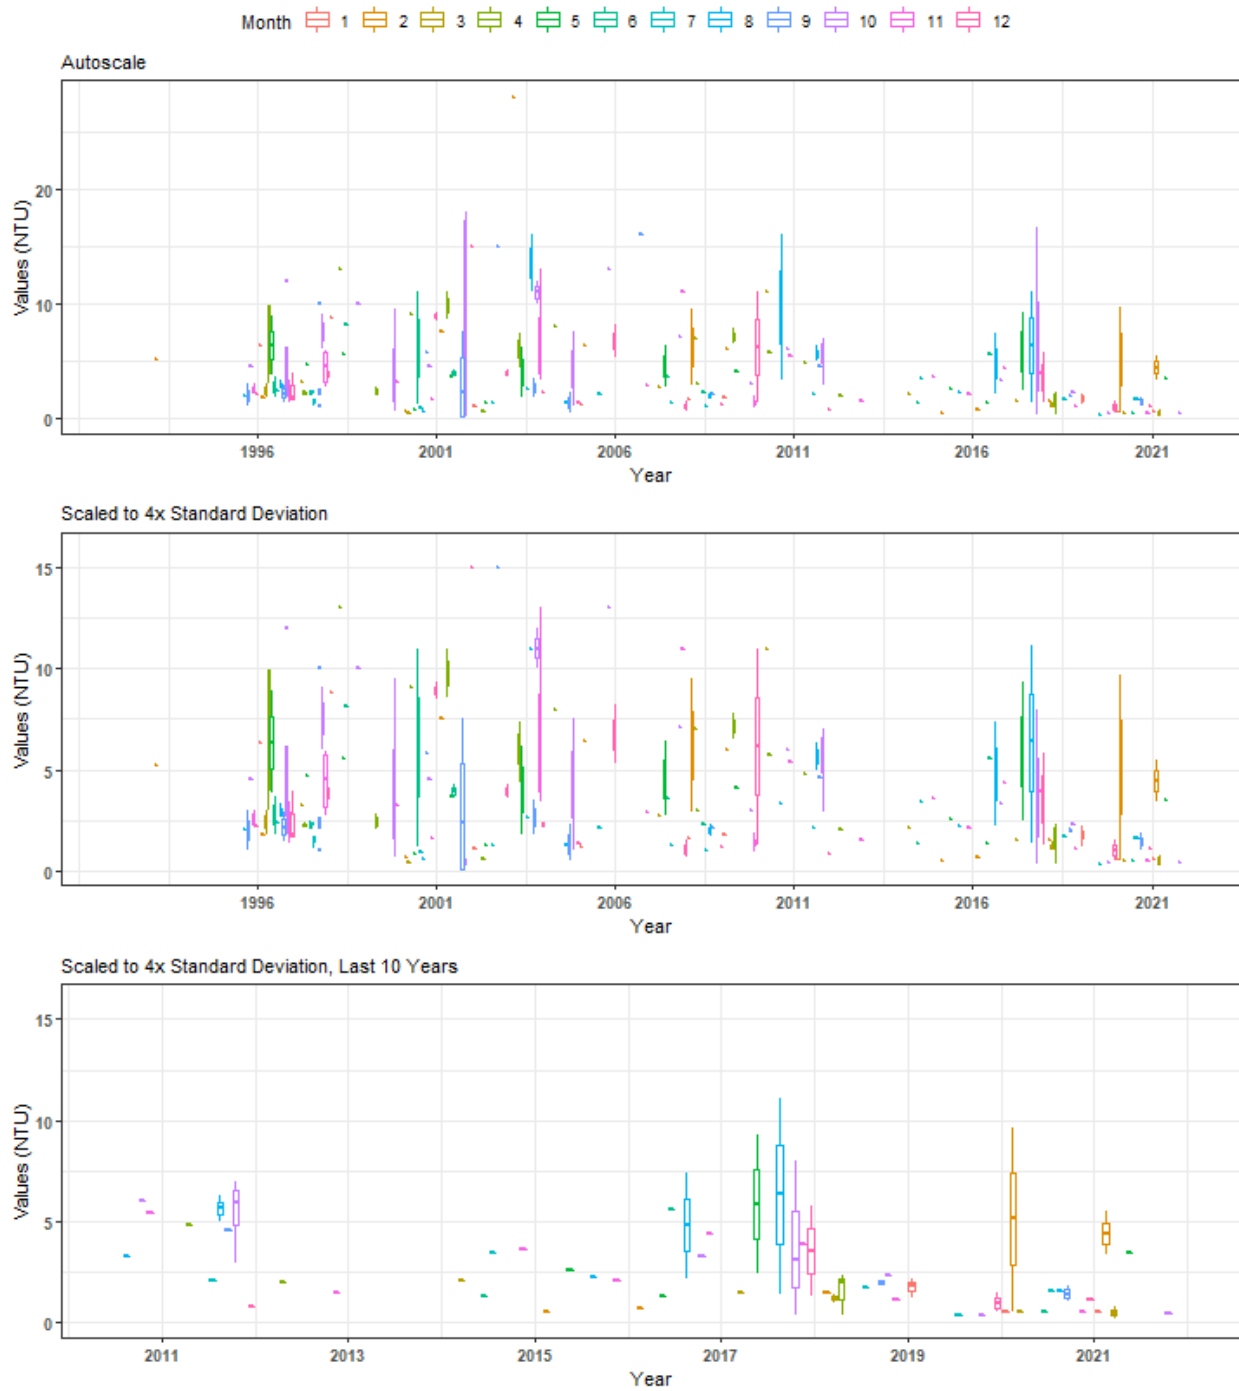 Month 1 2 3 4 5 6 7 8 9 10 11 12
Autoscale
Values (NTU)
20
10
0
1996 2001 2006 2011 2016 2021
Year
Scaled to 4x Standard Deviation
Values (NTU)
15
10
5
0
1996 2001 2006 2011 2016 2021
Year
Scaled to 4x Standard Deviation, Last 10 Years
Values (NTU)
15
10
5
0
2011 2013 2015 2017 2019 2021
Year